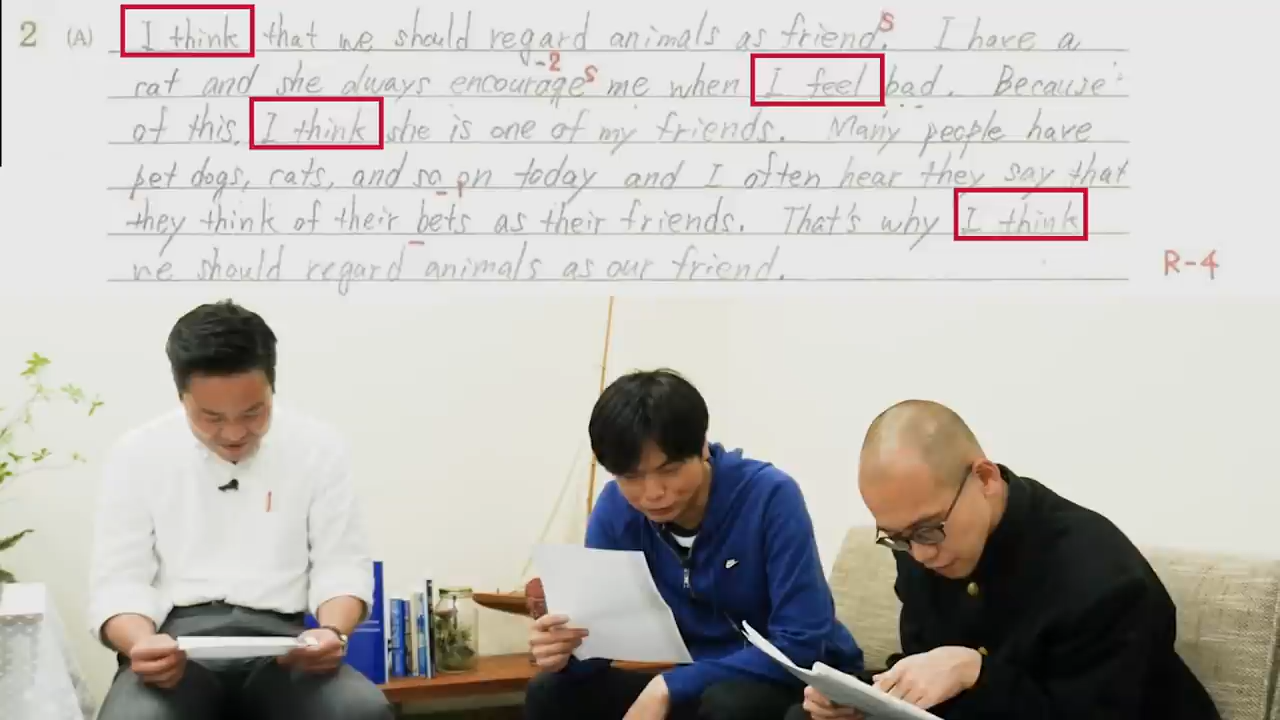 2 (A) I think that we should regard animals as friends. I have a
-2
cat and she always encourages me when I feel bad. Because
of this, I think she is one of my friends. Many people have
pet dogs, cats, and so on today and I often hear they say that
they think of their bets as their friends. That's why I think
we should regard animals as our friend.
R-4